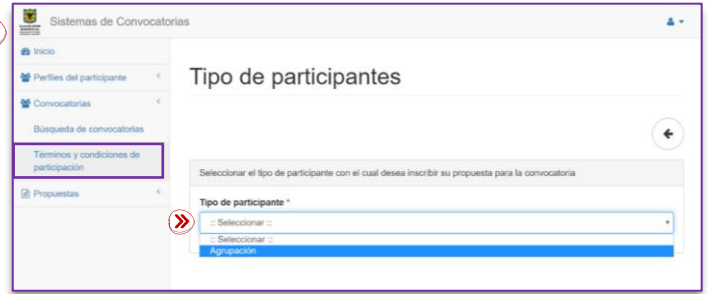 Sistemas de Convocatorias
Inicio
Perfiles del participante
Convocatorias
Búsqueda de convocatorias
Términos y condiciones de
participación
Propuestas
Tipo de participantes
Seleccionar el tipo de participante con el cual desea inscribir su propuesta para la convocatoria
Tipo de participante *
:: Seleccionar ::
:: Seleccionar ::
Agrupación